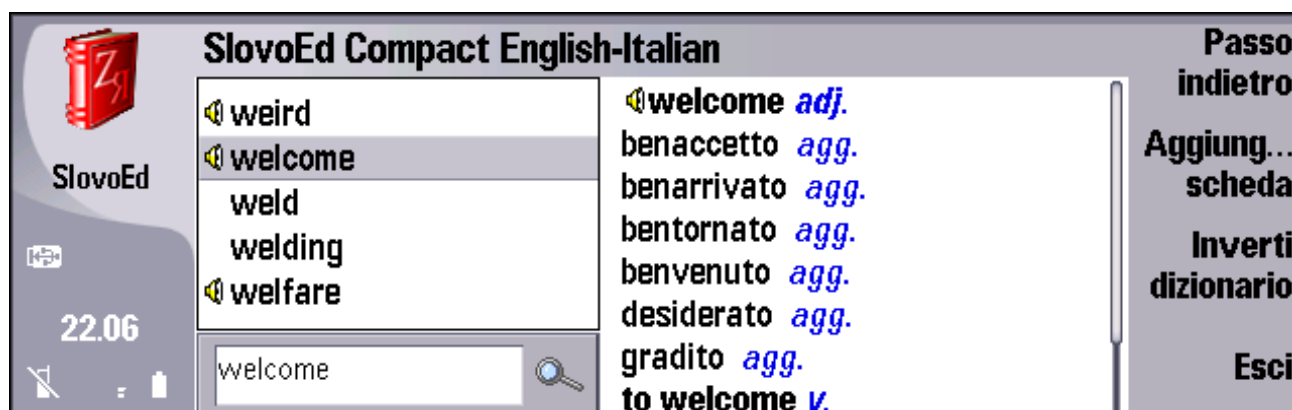 SlovoEd Compact English-Italian
SlovoEd
22.06
weird
welcome
weld
welding
welfare
welcome
welcome adj.
benaccetto agg.
benarrivato agg.
bentornato agg.
benvenuto agg.
desiderato agg.
gradito agg.
to welcome v.
Passo
indietro
Aggiung...
scheda
Inverti
dizionario
Esci